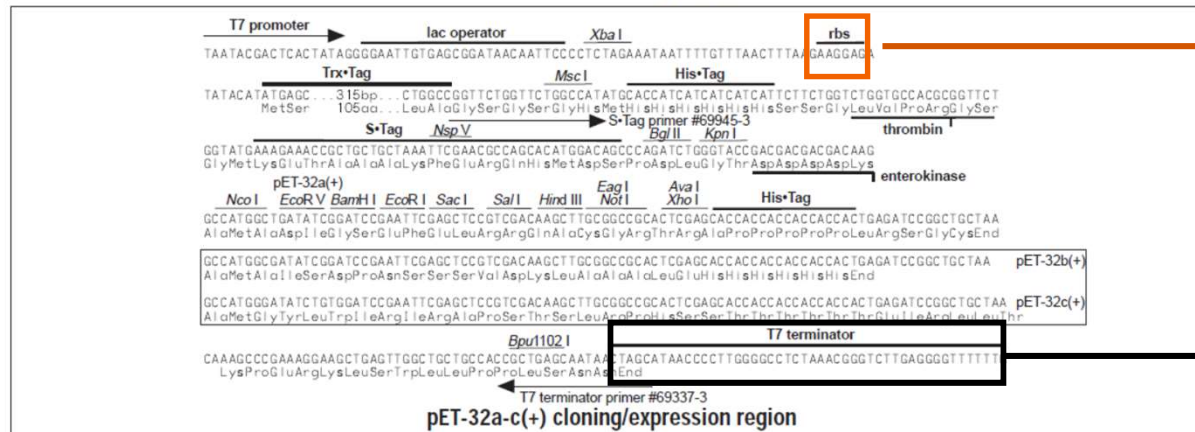 T7 promoter lac operator Xba I rbs
TAATACGACTCACTATAGGGGAATTGTGAGCGGATAACAATTCCCCTCTAGAAATAATTTTGTTTAACTTTAAGAAGGAGA
Trx•Tag Msc I His•Tag
TATACATATGAGC...315bp...CTGGCCGGTTCTGGTTCTGGCCATATGCACCATCATCATCATCATTCTTCTGGTCTGGTGCCACGCGGTTCT
MetSer 105aa...LeuAlaGlySerGlySerGlyHisMetHisHisHisHisHisHisSerSerGlyLeuValProArgGlySer
S•Tag primer #69945-3 thrombin
S•Tag Nsp V Bgl II Kpn I
GGTATGAAAGAAACCGCTGCTGCTAAATTCGAACGCCAGCACATGGACAGCCCAGATCTGGGTACCGACGACGACGACAAG
GlyMetLysGluThrAlaAlaAlaLysPheGluArgGlnHisMetAspSerProAspLeuGlyThrAspAspAspAspLys
enterokinase
pET-32a(+)
Nco I EcoR V BamH I EcoR I Sac I Sal I Hind III Eag I Not I Ava I Xho I His•Tag
GCCATGGCTGATATCGGATCCGAATTCGAGCTCCGTCGACAAGCTTGCGGCCGCACTCGAGCACCACCACCACCACCACTGAGATCCGGCTGCTAA
AlaMetAlaAspIleGlySerGluPheGluLeuArgArgGlnAlaCysGlyArgThrArgAlaProProProProProLeuArgSerGlyCysEnd
GCCATGGCGATATCGGATCCGAATTCGAGCTCCGTCGACAAGCTTGCGGCCGCACTCGAGCACCACCACCACCACCACTGAGATCCGGCTGCTAA pET-32b(+)
AlaMetAlaIleSerAspProAsnSerSerSerValAspLysLeuAlaAlaAlaLeuGluHisHisHisHisHisHisEnd
GCCATGGGATATCTGTGGATCCGAATTCGAGCTCCGTCGACAAGCTTGCGGCCGCACTCGAGCACCACCACCACCACCACTGAGATCCGGCTGCTAA pET-32c(+)
AlaMetGlyTyrLeuTrpIleArgIleArgAlaProSerThrSerLeuArgProHisSerSerThrThrThrThrThrThrGluIleArgLeuLeuThr
Bpu1102 I T7 terminator
CAAAGCCCGAAAGGAAGCTGAGTTGGCTGCTGCCACCGCTGAGCAATAACTAGCATAACCCCTTGGGGCCTCTAAACGGGTCTTGAGGGGTTTTTT
LysProGluArgLysLeuSerTrpLeuLeuProProLeuSerAsnAsnEnd
T7 terminator primer #69337-3
pET-32a-c(+) cloning/expression region